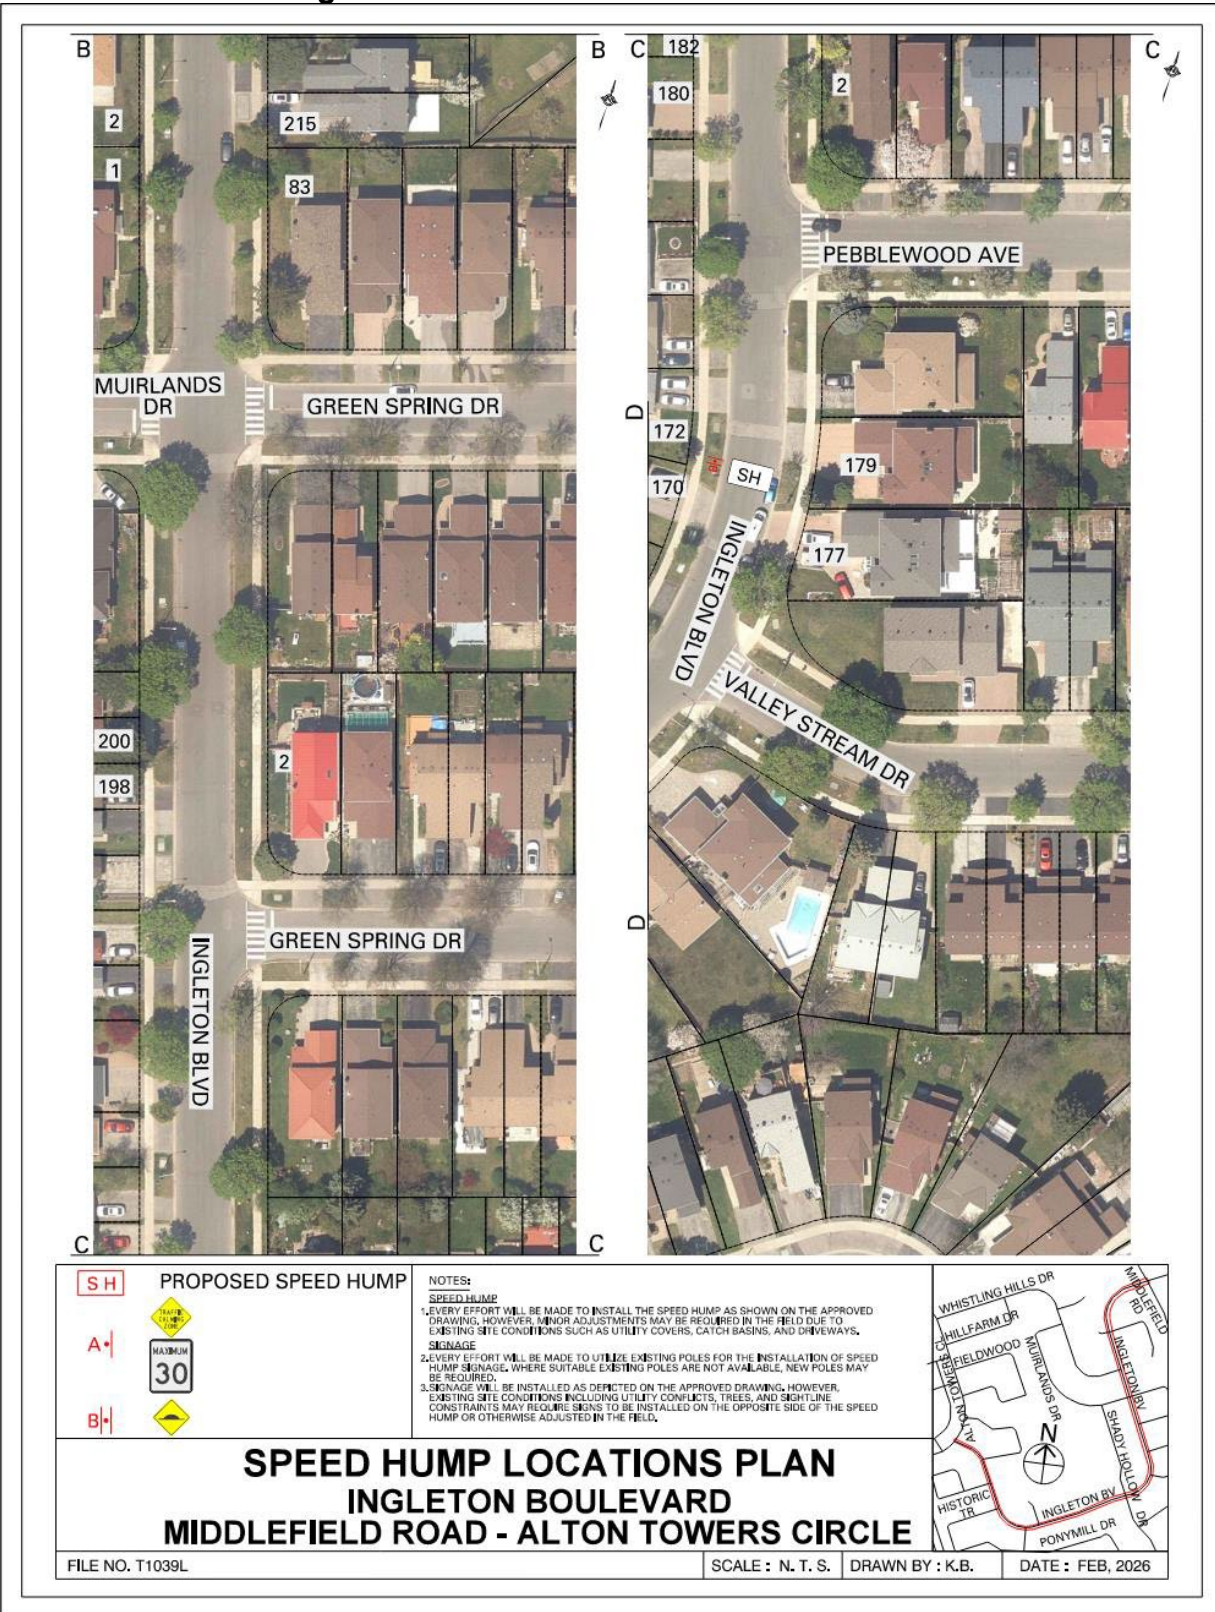 B
B
2
215
1
83
MUIRLANDS
DR
GREEN SPRING DR
200
198
2
GREEN SPRING DR
INGLETON BLVD
C
C
C
182
C
180
2
PEBBLEWOOD AVE
D
172
179
SH
170
177
INGLETON BLVD
VALLEY STREAM DR
D
SH PROPOSED SPEED HUMP
TRAFFIC
CALMING
ZONE
A
MAXIMUM
30
B
NOTES:
SPEED HUMP
1. EVERY EFFORT WILL BE MADE TO INSTALL THE SPEED HUMP AS SHOWN ON THE APPROVED
DRAWING, HOWEVER, MINOR ADJUSTMENTS MAY BE REQUIRED IN THE FIELD DUE TO
EXISTING SITE CONDITIONS SUCH AS UTILITY COVERS, CATCH BASINS, AND DRIVEWAYS.
SIGNAGE
2. EVERY EFFORT WILL BE MADE TO UTILIZE EXISTING POLES FOR THE INSTALLATION OF SPEED
HUMP SIGNAGE. WHERE SUITABLE EXISTING POLES ARE NOT AVAILABLE, NEW POLES MAY
BE REQUIRED.
3. SIGNAGE WILL BE INSTALLED AS DEPICTED ON THE APPROVED DRAWING. HOWEVER,
EXISTING SITE CONDITIONS INCLUDING UTILITY CONFLICTS, TREES, AND SIGHTLINE
CONSTRAINTS MAY REQUIRE SIGNS TO BE INSTALLED ON THE OPPOSITE SIDE OF THE SPEED
HUMP OR OTHERWISE ADJUSTED IN THE FIELD.
WHISTLING HILLS DR
MIDDLEFIELD
RD
HILLFARM DR
FIELDWOOD
ALTON TOWERS CI
MUIRLANDS DR
INGLETON BV
SHADY HOLLOW DR
N
HISTORIC
TR
INGLETON BV
PONYMILL DR
SPEED HUMP LOCATIONS PLAN
INGLETON BOULEVARD
MIDDLEFIELD ROAD - ALTON TOWERS CIRCLE
FILE NO. T1039L
SCALE : N. T. S.
DRAWN BY : K.B.
DATE : FEB, 2026